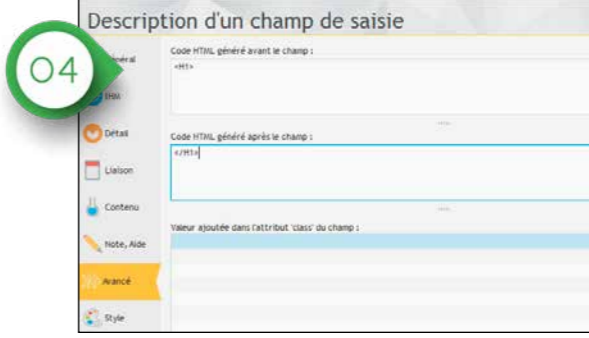 Description d'un champ de saisie
04
Général
Code HTML généré avant le champ :
<H1>
IHM
Détail
Code HTML généré après le champ :
</H1>
Liaison
Contenu
Valeur ajoutée dans l'attribut 'class' du champ :
Note, Aide
Avancé
Style